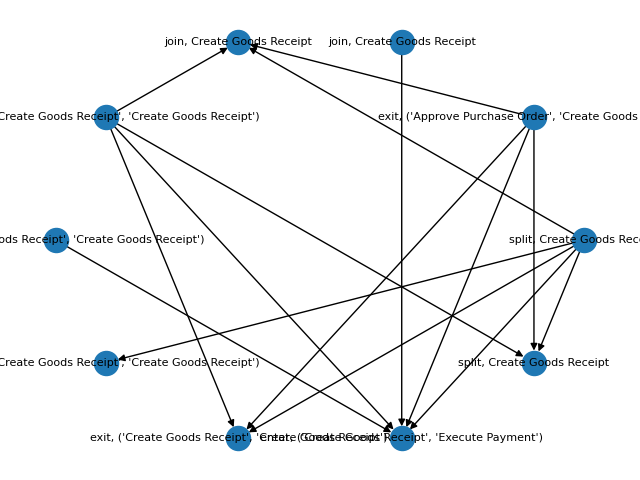 join, Create Goods Receipt
join, Create Goods Receipt
Create Goods Receipt', 'Create Goods Receipt')
exit, ('Approve Purchase Order', 'Create Goods
ods Receipt', 'Create Goods Receipt')
split, Create Goods Rec
Create Goods Receipt', 'Create Goods Receipt')
split, Create Goods Receipt
exit, ('Create Goods Receipt', 'Create Goods Receipt')
enter, ('Create Goods Receipt', 'Execute Payment')